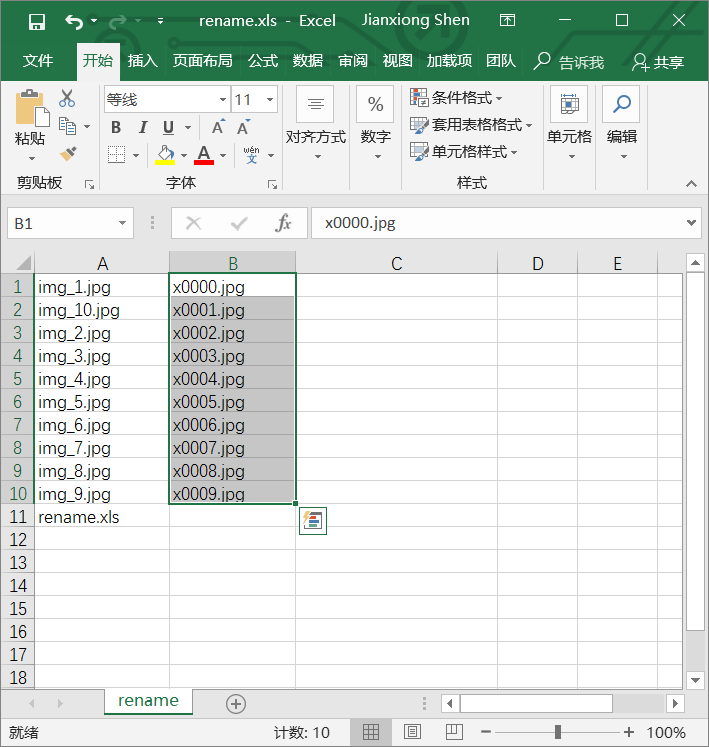 rename.xls - Excel Jianxiong Shen
文件 开始 插入 页面布局 公式 数据 审阅 视图 加载项 团队 告诉我 共享
等线 11 % 条件格式
粘贴 B I U A A 对齐方式 数字 套用表格格式 单元格 编辑
A wén 文 单元格样式
剪贴板 字体 样式
B1 fx x0000.jpg
A B C D E
1 img_1.jpg x0000.jpg
2 img_10.jpg x0001.jpg
3 img_2.jpg x0002.jpg
4 img_3.jpg x0003.jpg
5 img_4.jpg x0004.jpg
6 img_5.jpg x0005.jpg
7 img_6.jpg x0006.jpg
8 img_7.jpg x0007.jpg
9 img_8.jpg x0008.jpg
10 img_9.jpg x0009.jpg
11 rename.xls
12
13
14
15
16
17
18
rename
就绪 计数: 10 100%